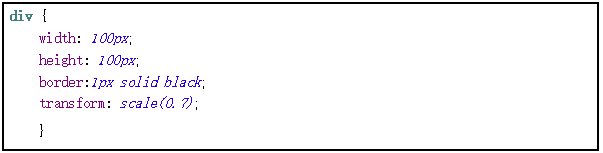 div {
width: 100px;
height: 100px;
border:1px solid black;
transform: scale(0.7);
}